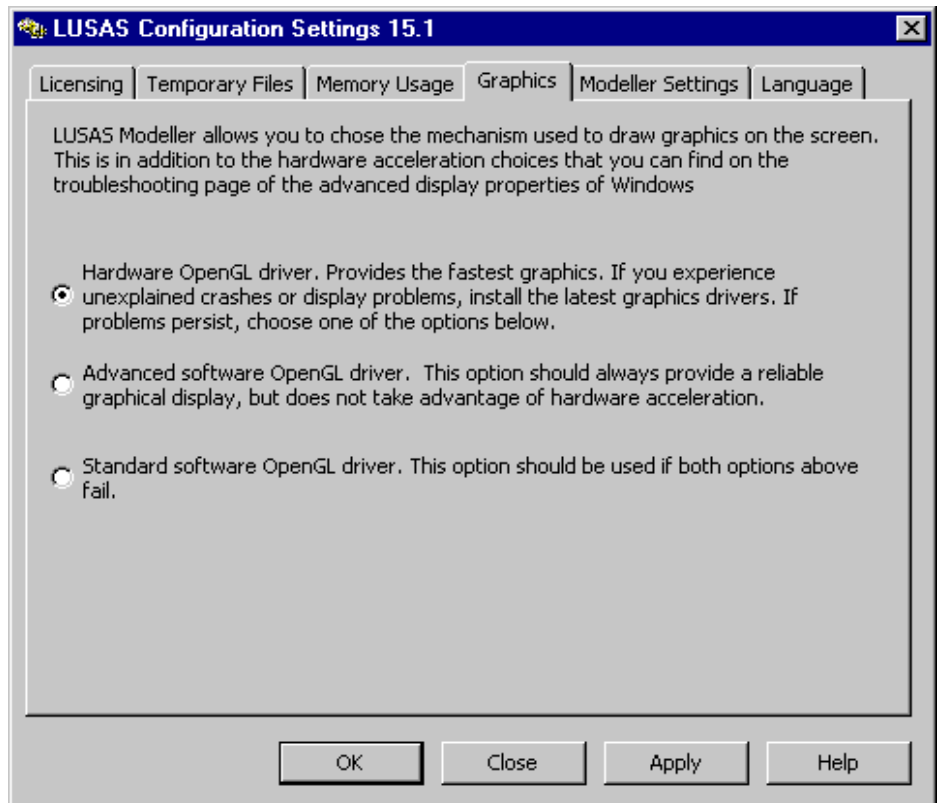 LUSAS Configuration Settings 15.1
Licensing Temporary Files Memory Usage Graphics Modeller Settings Language
LUSAS Modeller allows you to chose the mechanism used to draw graphics on the screen.
This is in addition to the hardware acceleration choices that you can find on the
troubleshooting page of the advanced display properties of Windows
Hardware OpenGL driver. Provides the fastest graphics. If you experience
unexplained crashes or display problems, install the latest graphics drivers. If
problems persist, choose one of the options below.
Advanced software OpenGL driver.  This option should always provide a reliable
graphical display, but does not take advantage of hardware acceleration.
Standard software OpenGL driver. This option should be used if both options above
fail.
OK Close Apply Help